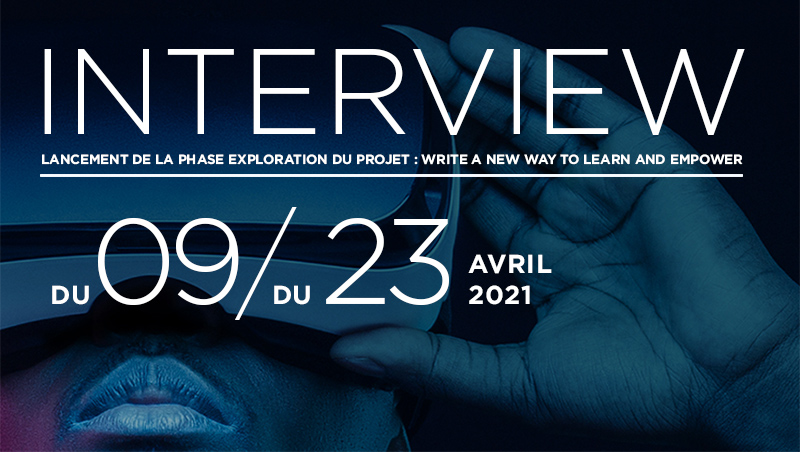 INTERVIEW
LANCEMENT DE LA PHASE EXPLORATION DU PROJET : WRITE A NEW WAY TO LEARN AND EMPOWER
DU 09/ DU 23 AVRIL
2021